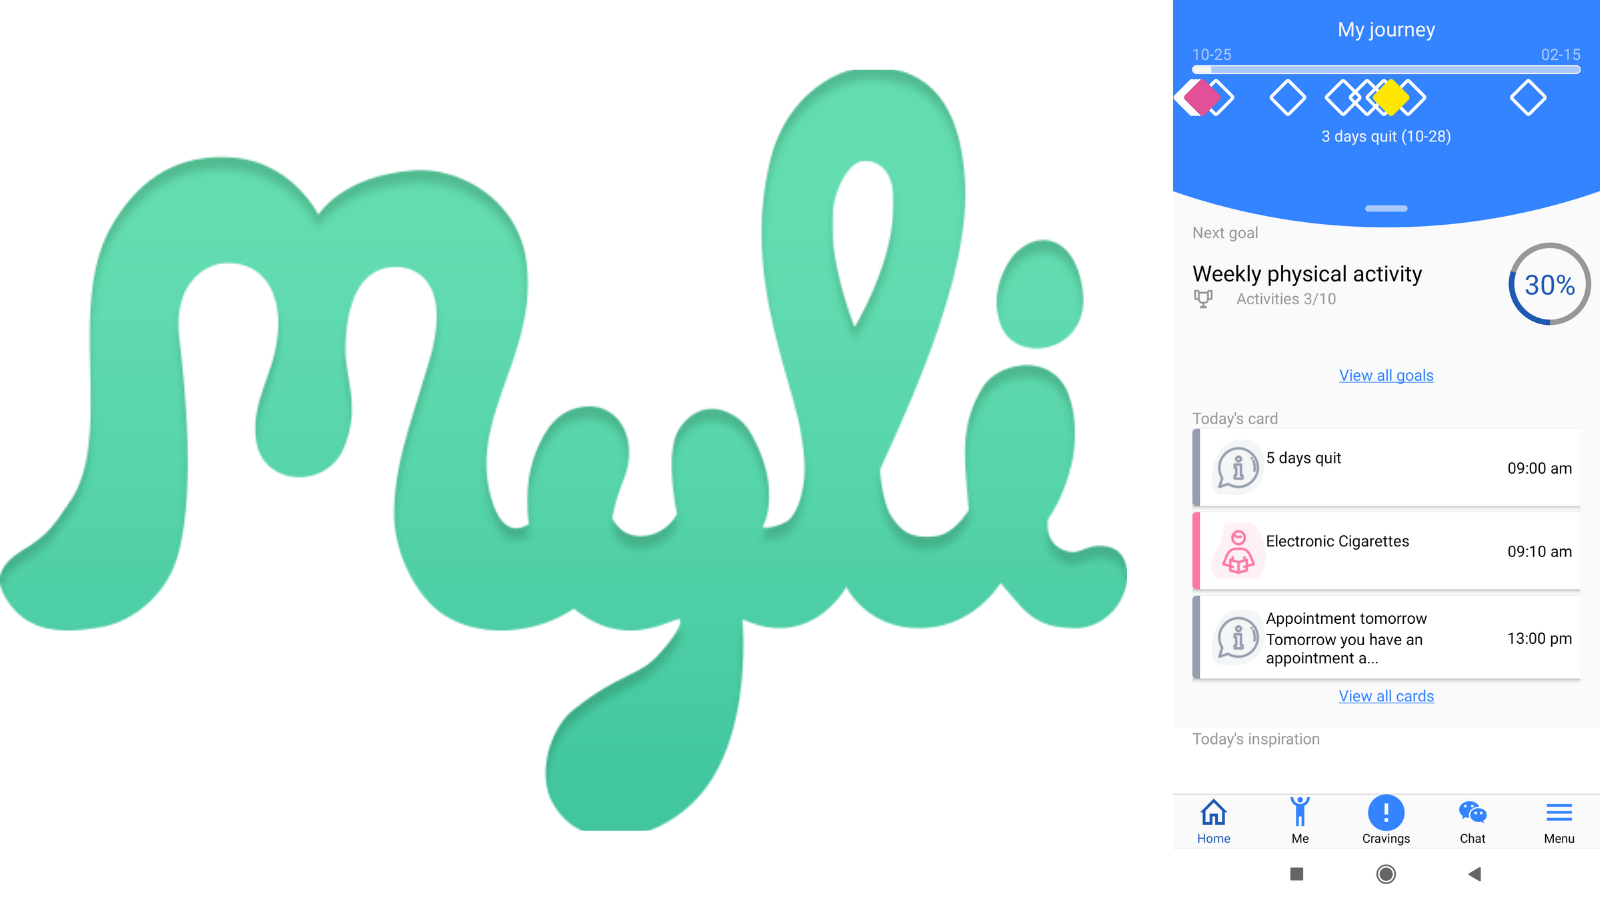 Myli
My journey
10-25 02-15
3 days quit (10-28)
Next goal
Weekly physical activity
Activities 3/10
30%
View all goals
Today's card
5 days quit
09:00 am
Electronic Cigarettes
09:10 am
Appointment tomorrow
Tomorrow you have an
appointment a...
13:00 pm
View all cards
Today's inspiration
Home Me Cravings Chat Menu